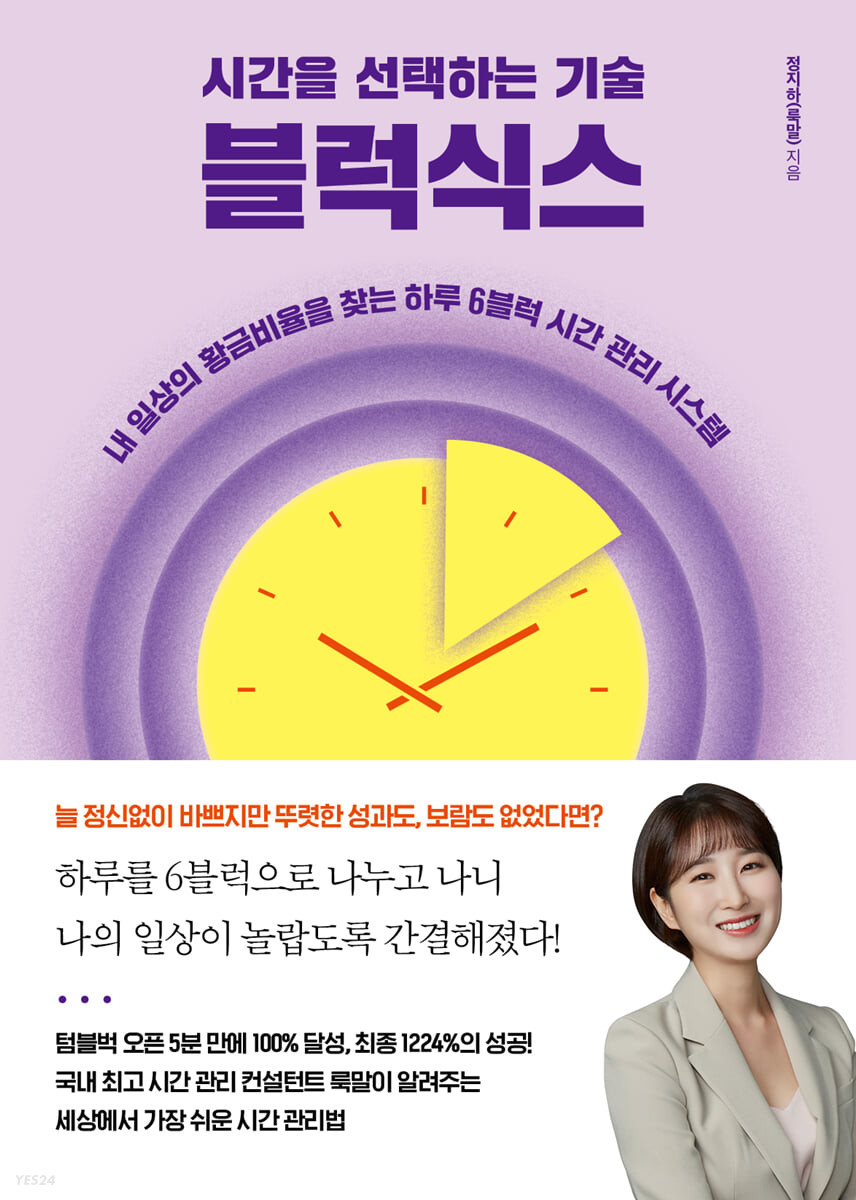 시간을 선택하는 기술
블럭식스
정지하(룩말) 지음
내 일상의 황금비율을 찾는 하루 6블럭 시간 관리 시스템
늘 정신없이 바쁘지만 뚜렷한 성과도, 보람도 없었다면?
하루를 6블럭으로 나누고 나니
나의 일상이 놀랍도록 간결해졌다!
텀블벅 오픈 5분 만에 100% 달성, 최종 1224%의 성공!
국내 최고 시간 관리 컨설턴트 룩말이 알려주는
세상에서 가장 쉬운 시간 관리법
YES24